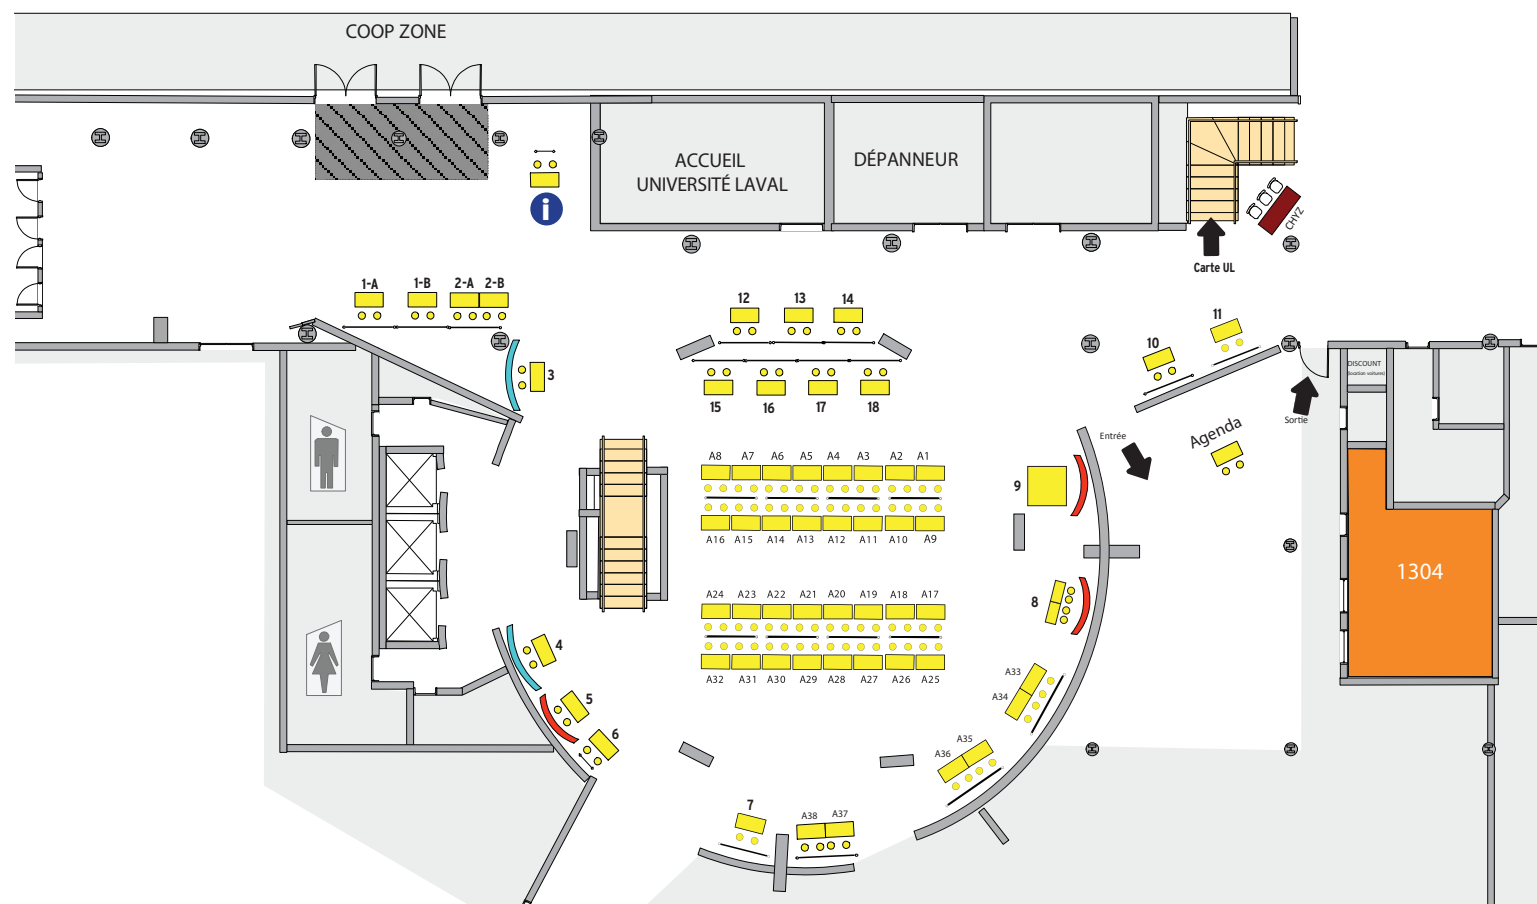 COOP ZONE
ACCUEIL
UNIVERSITÉ LAVAL
DÉPANNEUR
i
CHYZ
Carte UL
1-A
1-B
2-A
2-B
12
13
14
11
10
3
15
16
17
18
DISCOUNT
(location voitures)
Sortie
Agenda
Entrée
A8
A7
A6
A5
A4
A3
A2
A1
9
A16
A15
A14
A13
A12
A11
A10
A9
1304
A24
A23
A22
A21
A20
A19
A18
A17
8
4
A32
A31
A30
A29
A28
A27
A26
A25
A33
A34
5
6
A35
A36
7
A38
A37